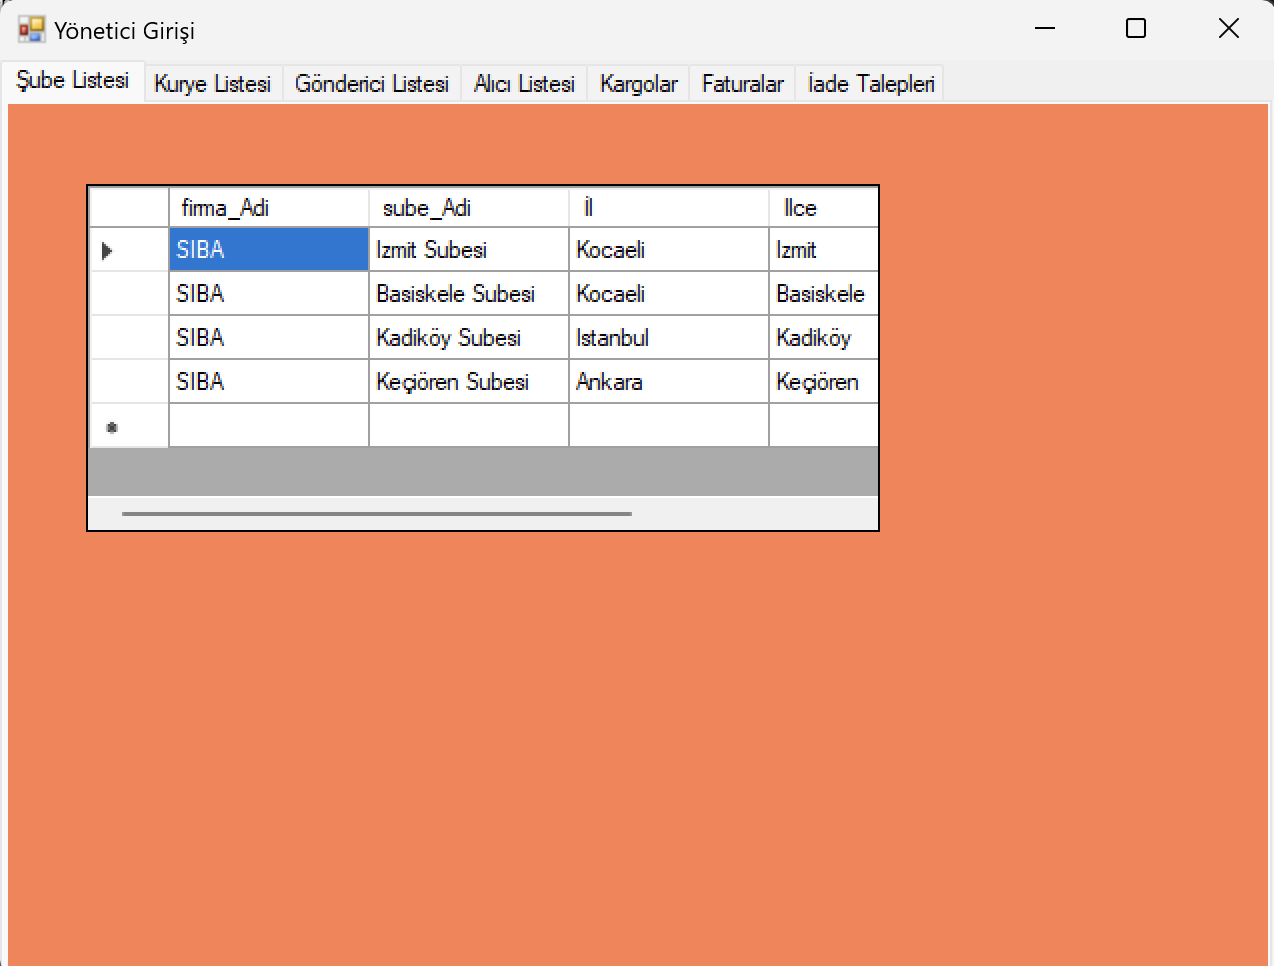 Yönetici Girişi
Şube Listesi Kurye Listesi Gönderici Listesi Alıcı Listesi Kargolar Faturalar İade Talepleri
firma_Adi sube_Adi İl Ilce
SIBA Izmit Subesi Kocaeli Izmit
SIBA Basiskele Subesi Kocaeli Basiskele
SIBA Kadiköy Subesi Istanbul Kadiköy
SIBA Keçiören Subesi Ankara Keçiören